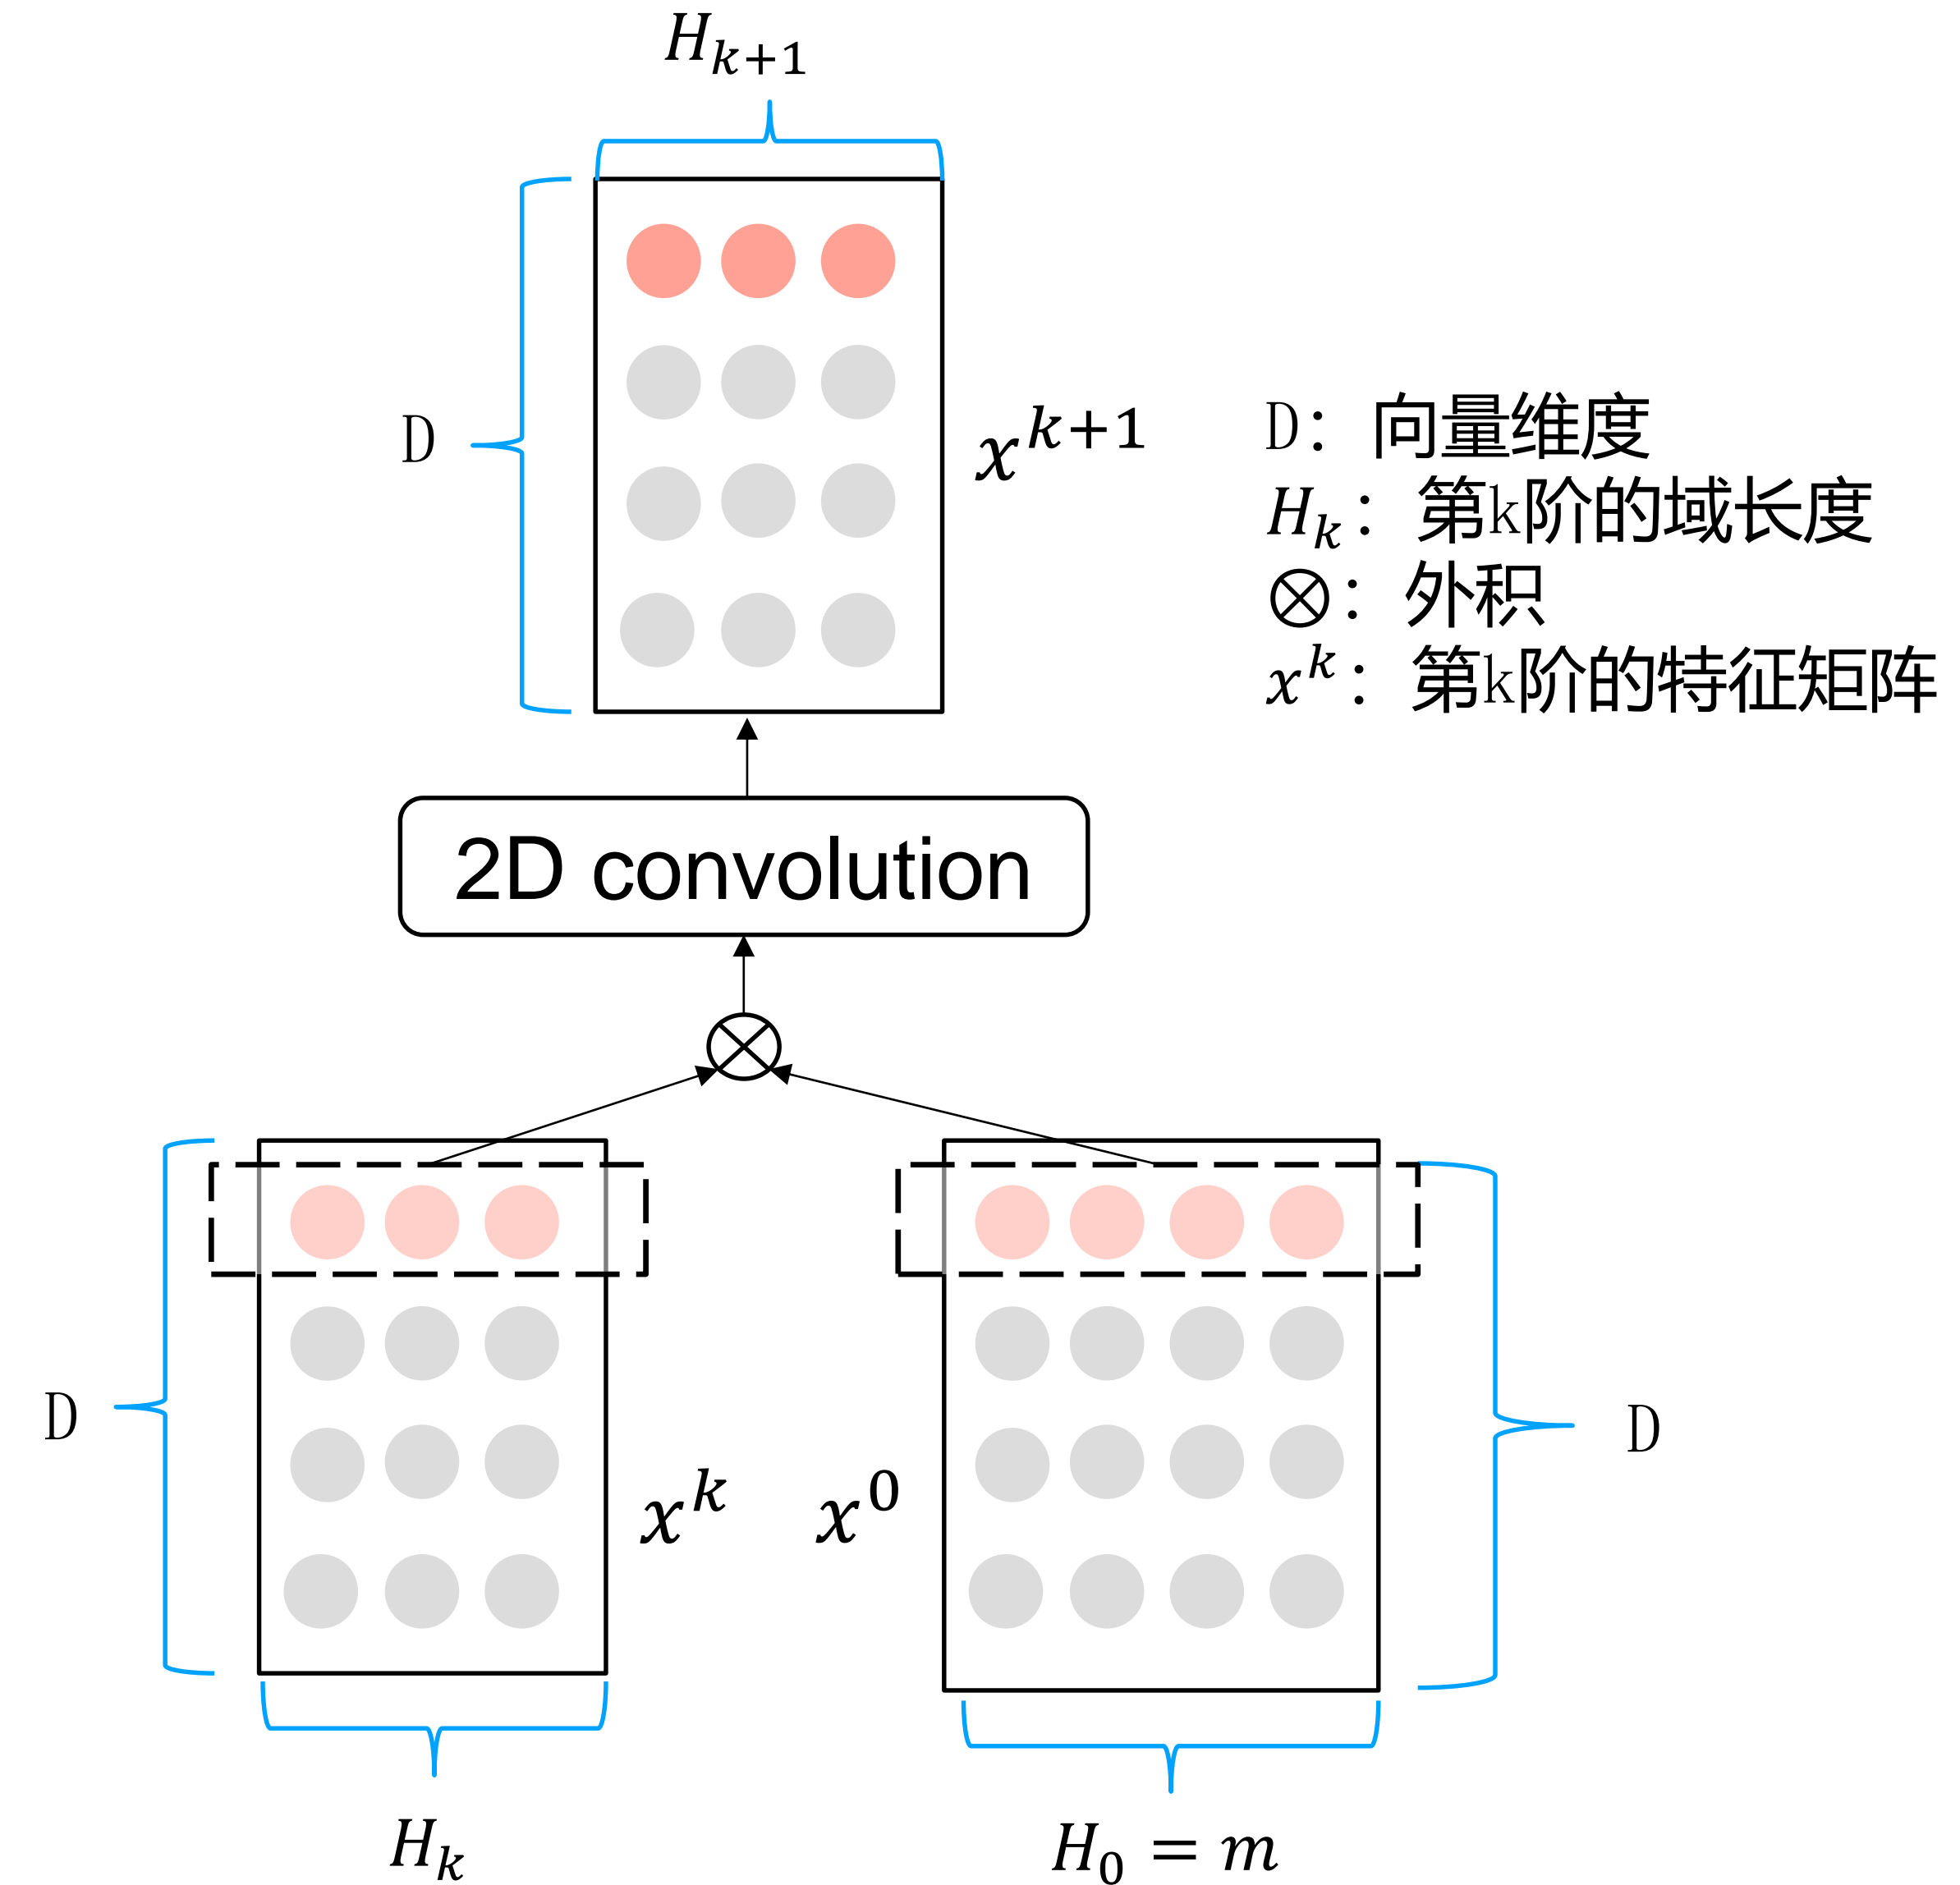 H_{k+1}
D
x^{k+1}
D：向量维度
H_k：第k阶的域长度
⊗：外积
x^k：第k阶的特征矩阵
2D convolution
D
x^k
x^0
D
H_k
H_0 = m